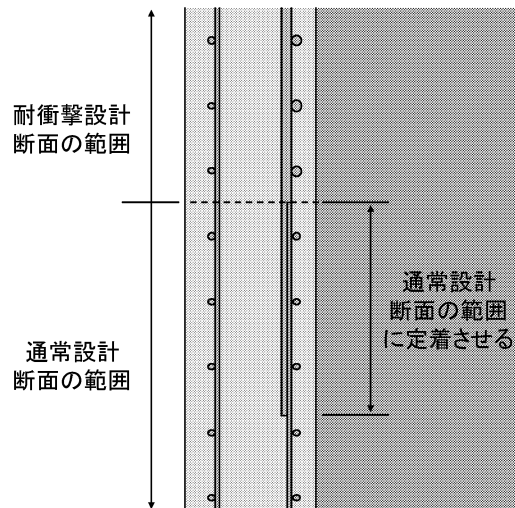 耐衝撃設計
断面の範囲
通常設計
断面の範囲
に定着させる
通常設計
断面の範囲